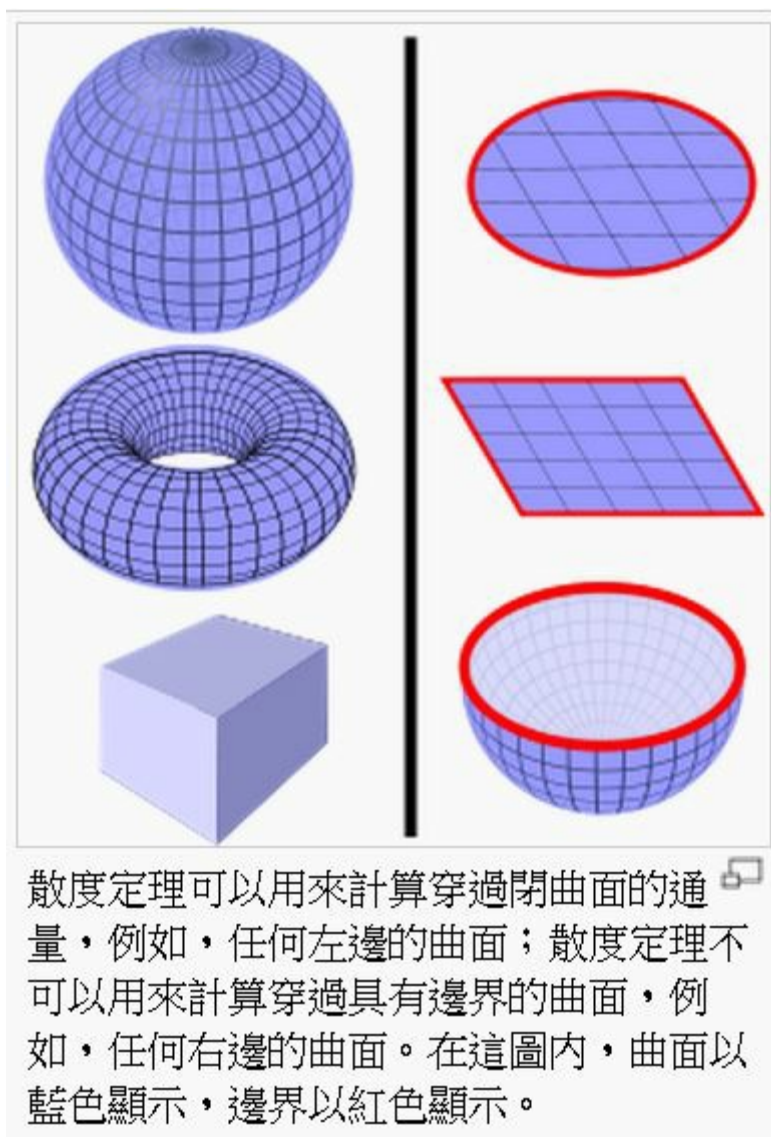 散度定理可以用來計算穿過閉曲面的通
量，例如，任何左邊的曲面；散度定理不
可以用來計算穿過具有邊界的曲面，例
如，任何右邊的曲面。在這圖內，曲面以
藍色顯示，邊界以紅色顯示。